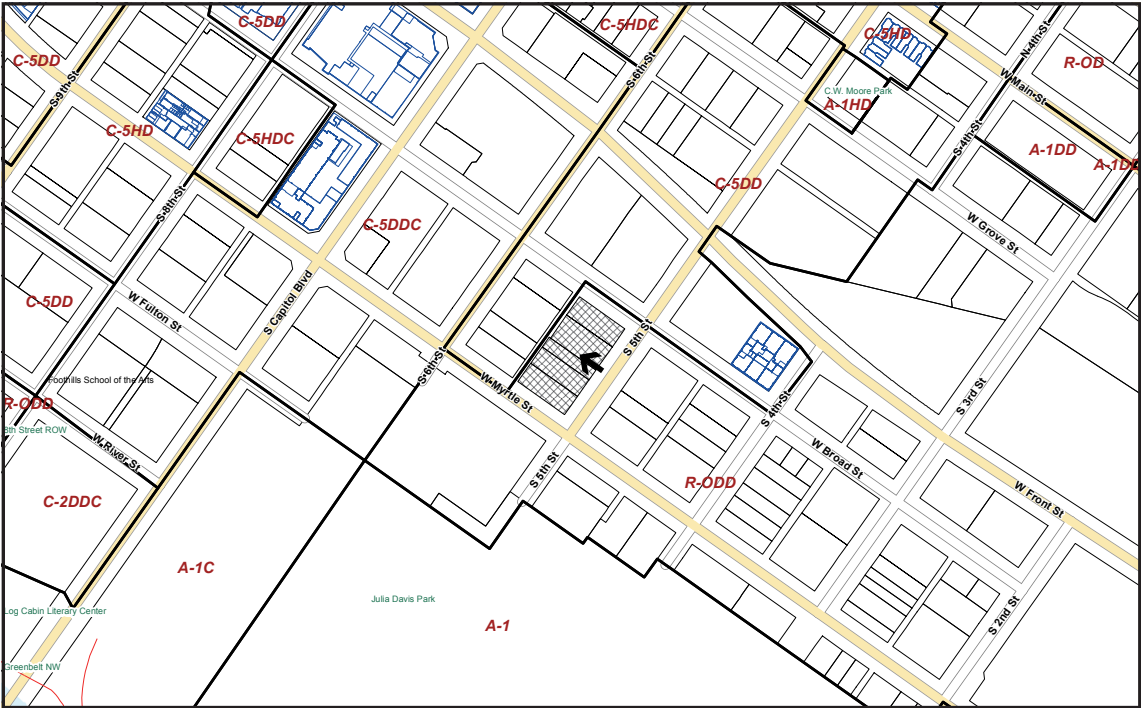 C-5DD
C-5HDC
C-5HD
N 4th St
R-OD
C-5DD
S 9th St
S 6th St
W Main St
C.W. Moore Park
A-1HD
C-5HD
C-5HDC
S 4th St
A-1DD
C-5DD
S 8th St
C-5DDC
W Grove St
C-5DD
W Fulton St
S Capitol Blvd
S 5th St
S 6th St
Foothills School of the Arts
W Myrtle St
S 3rd St
R-ODD
S 4th St
8th Street ROW
W River St
W Broad St
S 5th St
R-ODD
C-2DDC
W Front St
A-1C
Julia Davis Park
Log Cabin Literary Center
A-1
S 2nd St
Greenbelt NW